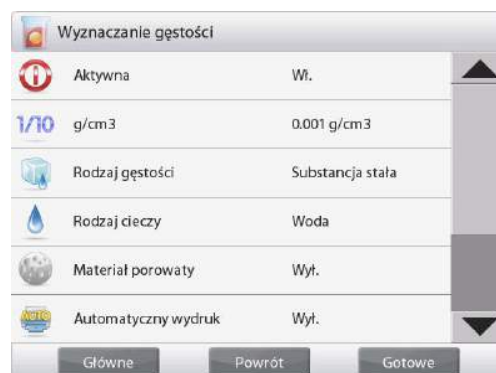 Wyznaczanie gęstości
Aktywna Wł.
1/10 g/cm3 0.001 g/cm3
Rodzaj gęstości Substancja stała
Rodzaj cieczy Woda
Materiał porowaty Wył.
AUTO Automatyczny wydruk Wył.
Główne Powrót Gotowe